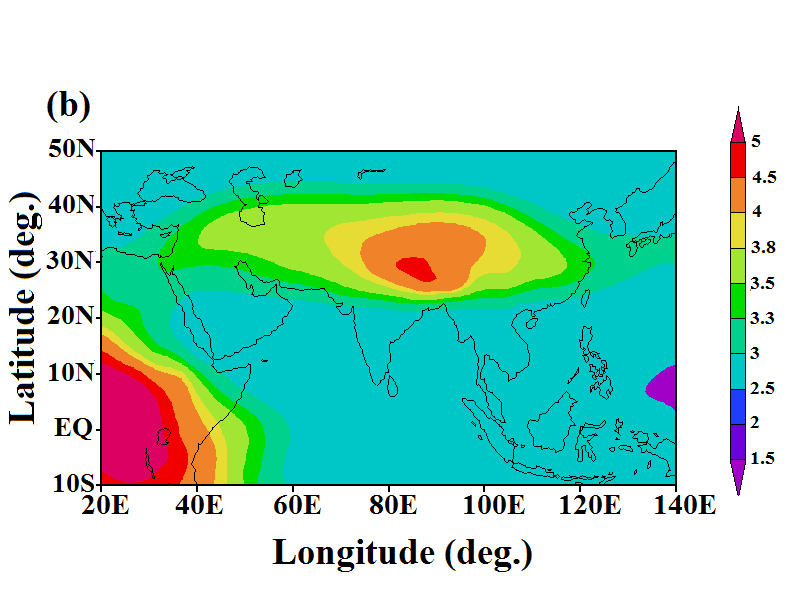 (b)
Latitude (deg.)
50N
40N
30N
20N
10N
EQ
10S
20E 40E 60E 80E 100E 120E 140E
Longitude (deg.)
5
4.5
4
3.8
3.5
3.3
3
2.5
2
1.5